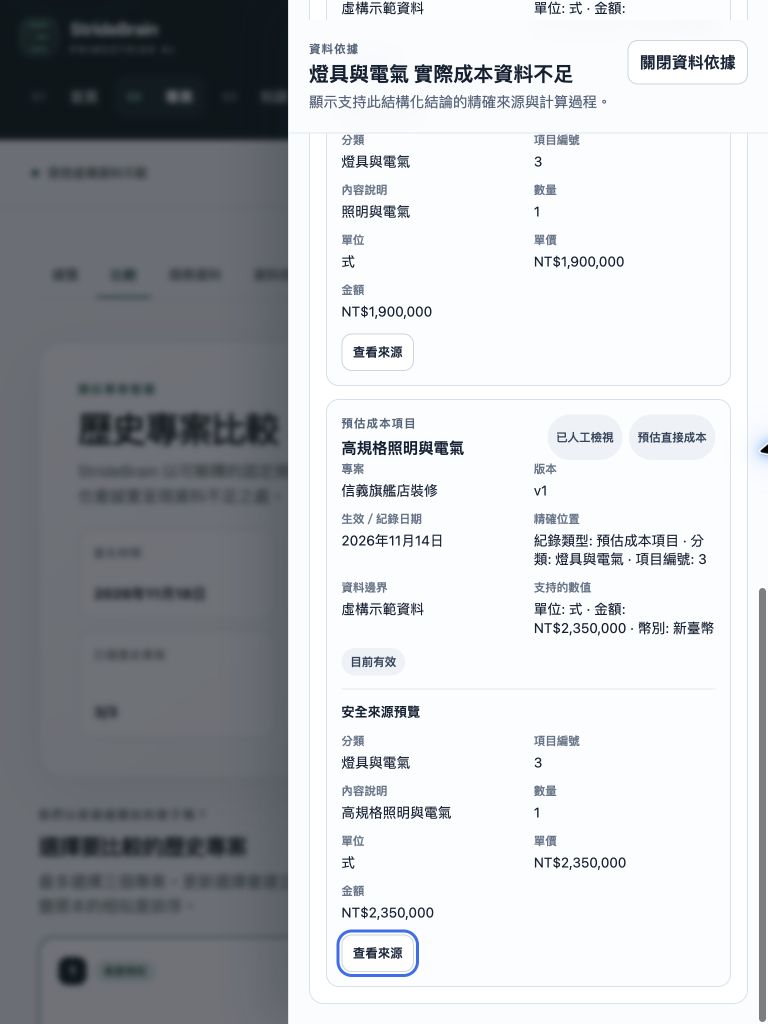 虛構示範資料
單位: 式 · 金額:
資料依據
燈具與電氣 實際成本資料不足
關閉資料依據
顯示支持此結構化結論的精確來源與計算過程。
分類
項目編號
燈具與電氣
3
內容說明
數量
照明與電氣
1
單位
單價
式
NT$1,900,000
金額
NT$1,900,000
查看來源
預估成本項目
高規格照明與電氣
已人工檢視
預估直接成本
專案
版本
信義旗艦店裝修
v1
生效 / 紀錄日期
精確位置
2026年11月14日
紀錄類型: 預估成本項目 · 分
類: 燈具與電氣 · 項目編號: 3
資料邊界
支持的數值
虛構示範資料
單位: 式 · 金額:
NT$2,350,000 · 幣別: 新臺幣
目前有效
安全來源預覽
分類
項目編號
燈具與電氣
3
內容說明
數量
高規格照明與電氣
1
單位
單價
式
NT$2,350,000
金額
NT$2,350,000
查看來源
StrideBrain
歷史專案比較
選擇要比較的歷史專案